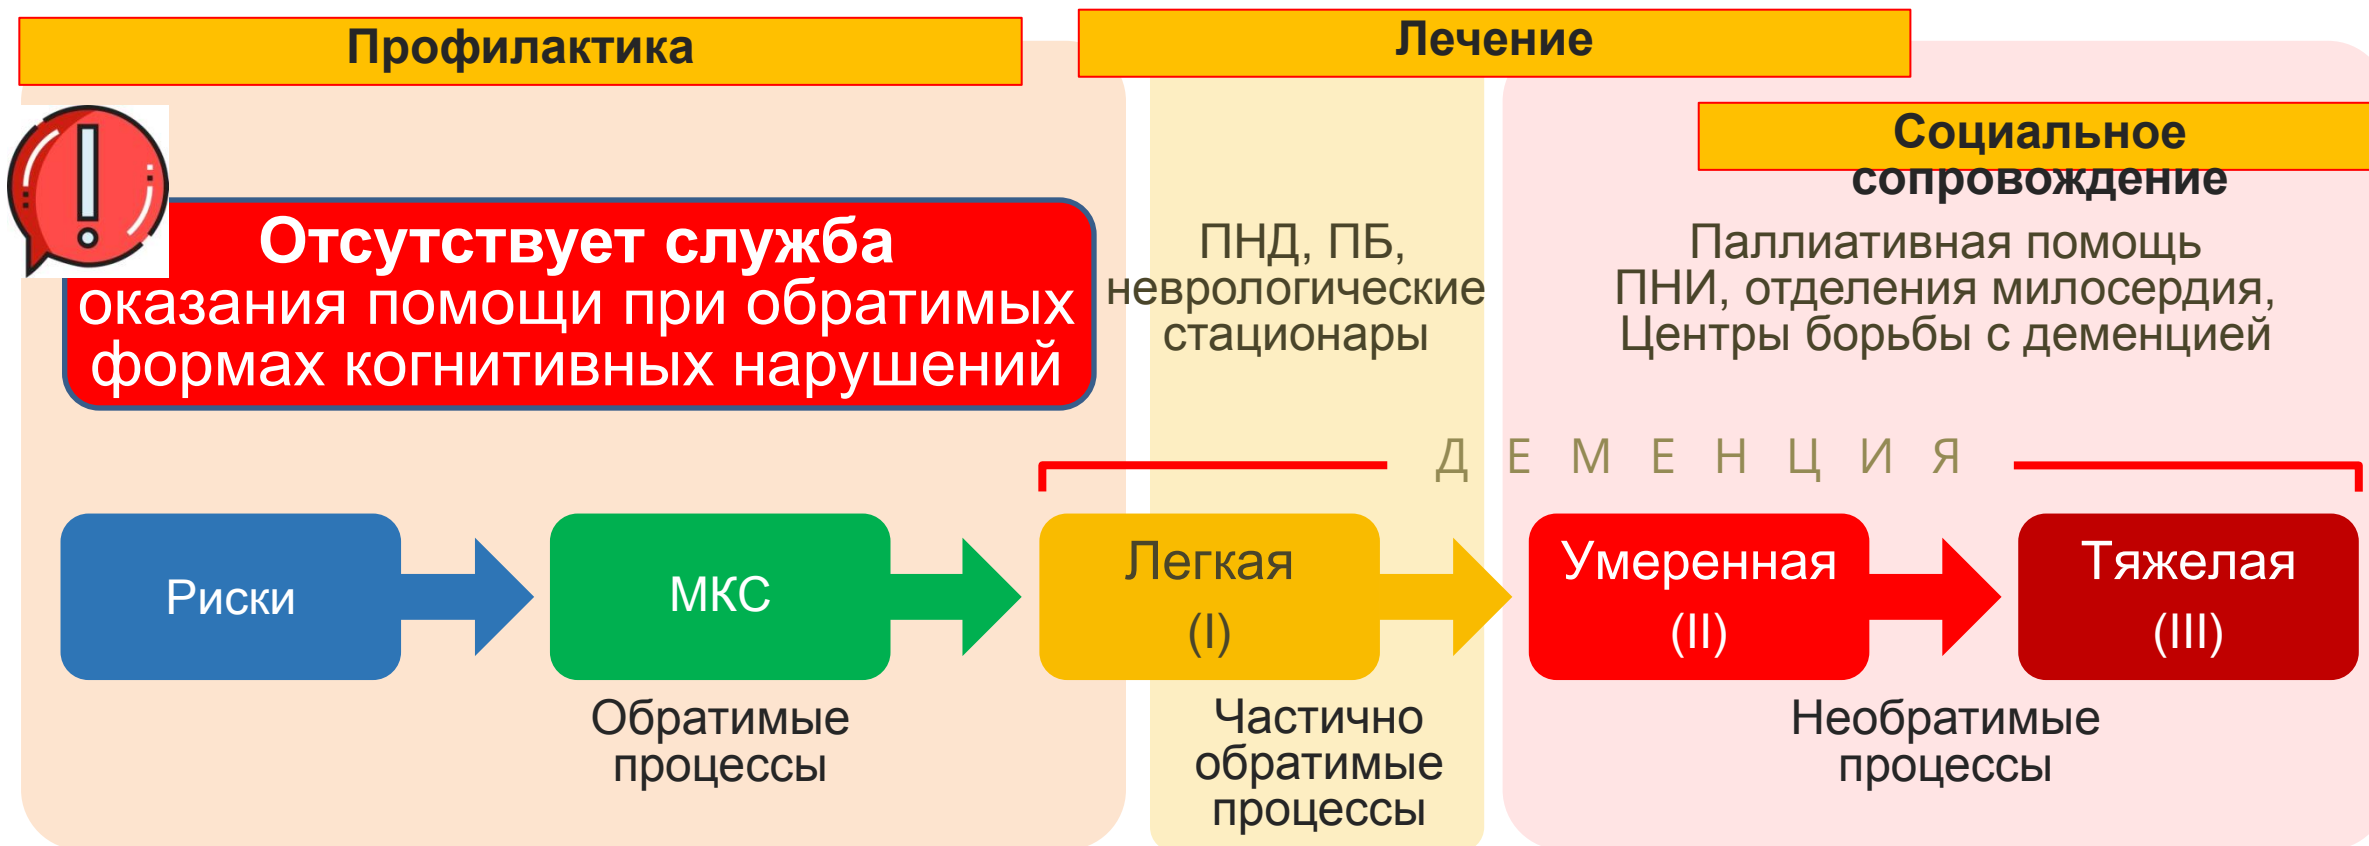 Профилактика
Лечение
Социальное
сопровождение
Отсутствует служба
оказания помощи при обратимых
формах когнитивных нарушений
ПНД, ПБ,
неврологические
стационары
Паллиативная помощь
ПНИ, отделения милосердия,
Центры борьбы с деменцией
Д Е М Е Н Ц И Я
Риски
МКС
Легкая
(I)
Умеренная
(II)
Тяжелая
(III)
Обратимые
процессы
Частично
обратимые
процессы
Необратимые
процессы